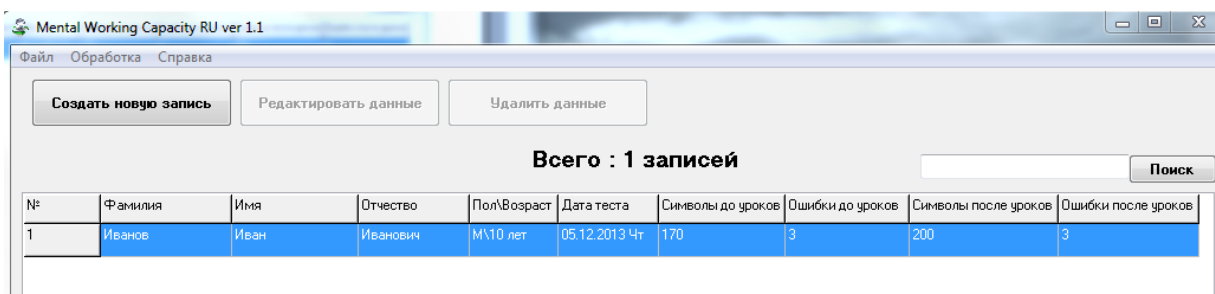 Mental Working Capacity RU ver 1.1
Файл Обработка Справка
Создать новую запись Редактировать данные Удалить данные
Всего : 1 записей
Поиск
№ Фамилия Имя Отчество Пол\Возраст Дата теста Символы до уроков Ошибки до уроков Символы после уроков Ошибки после уроков
1 Иванов Иван Иванович М\10 лет 05.12.2013 Чт 170 3 200 3